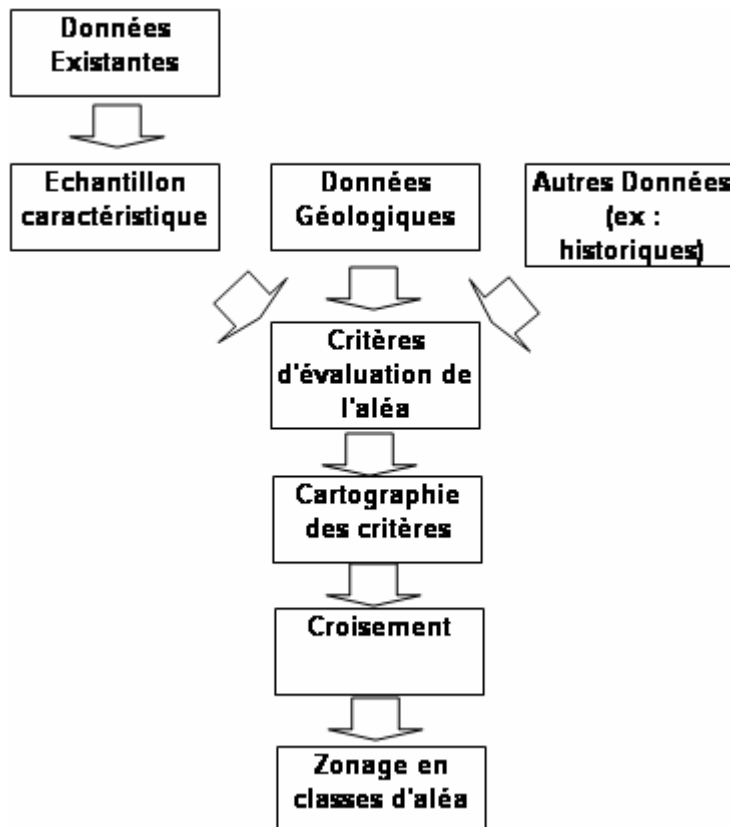 Données
Existantes
Echantillon
caractéristique
Données
Géologiques
Autres Données
(ex :
historiques)
Critères
d'évaluation de
l'aléa
Cartographie
des critères
Croisement
Zonage en
classes d'aléa